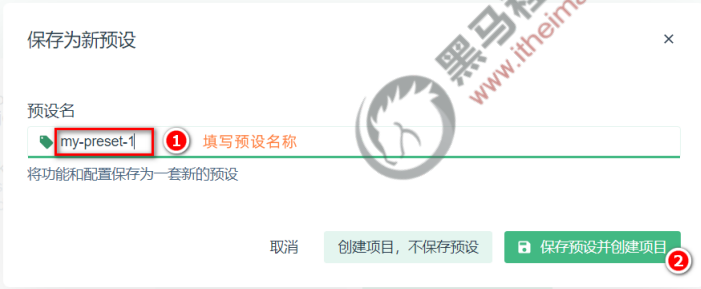 保存为新预设
×
黑马程
www.itheima
预设名
my-preset-1
1
填写预设名称
将功能和配置保存为一套新的预设
取消
创建项目，不保存预设
保存预设并创建项目
2